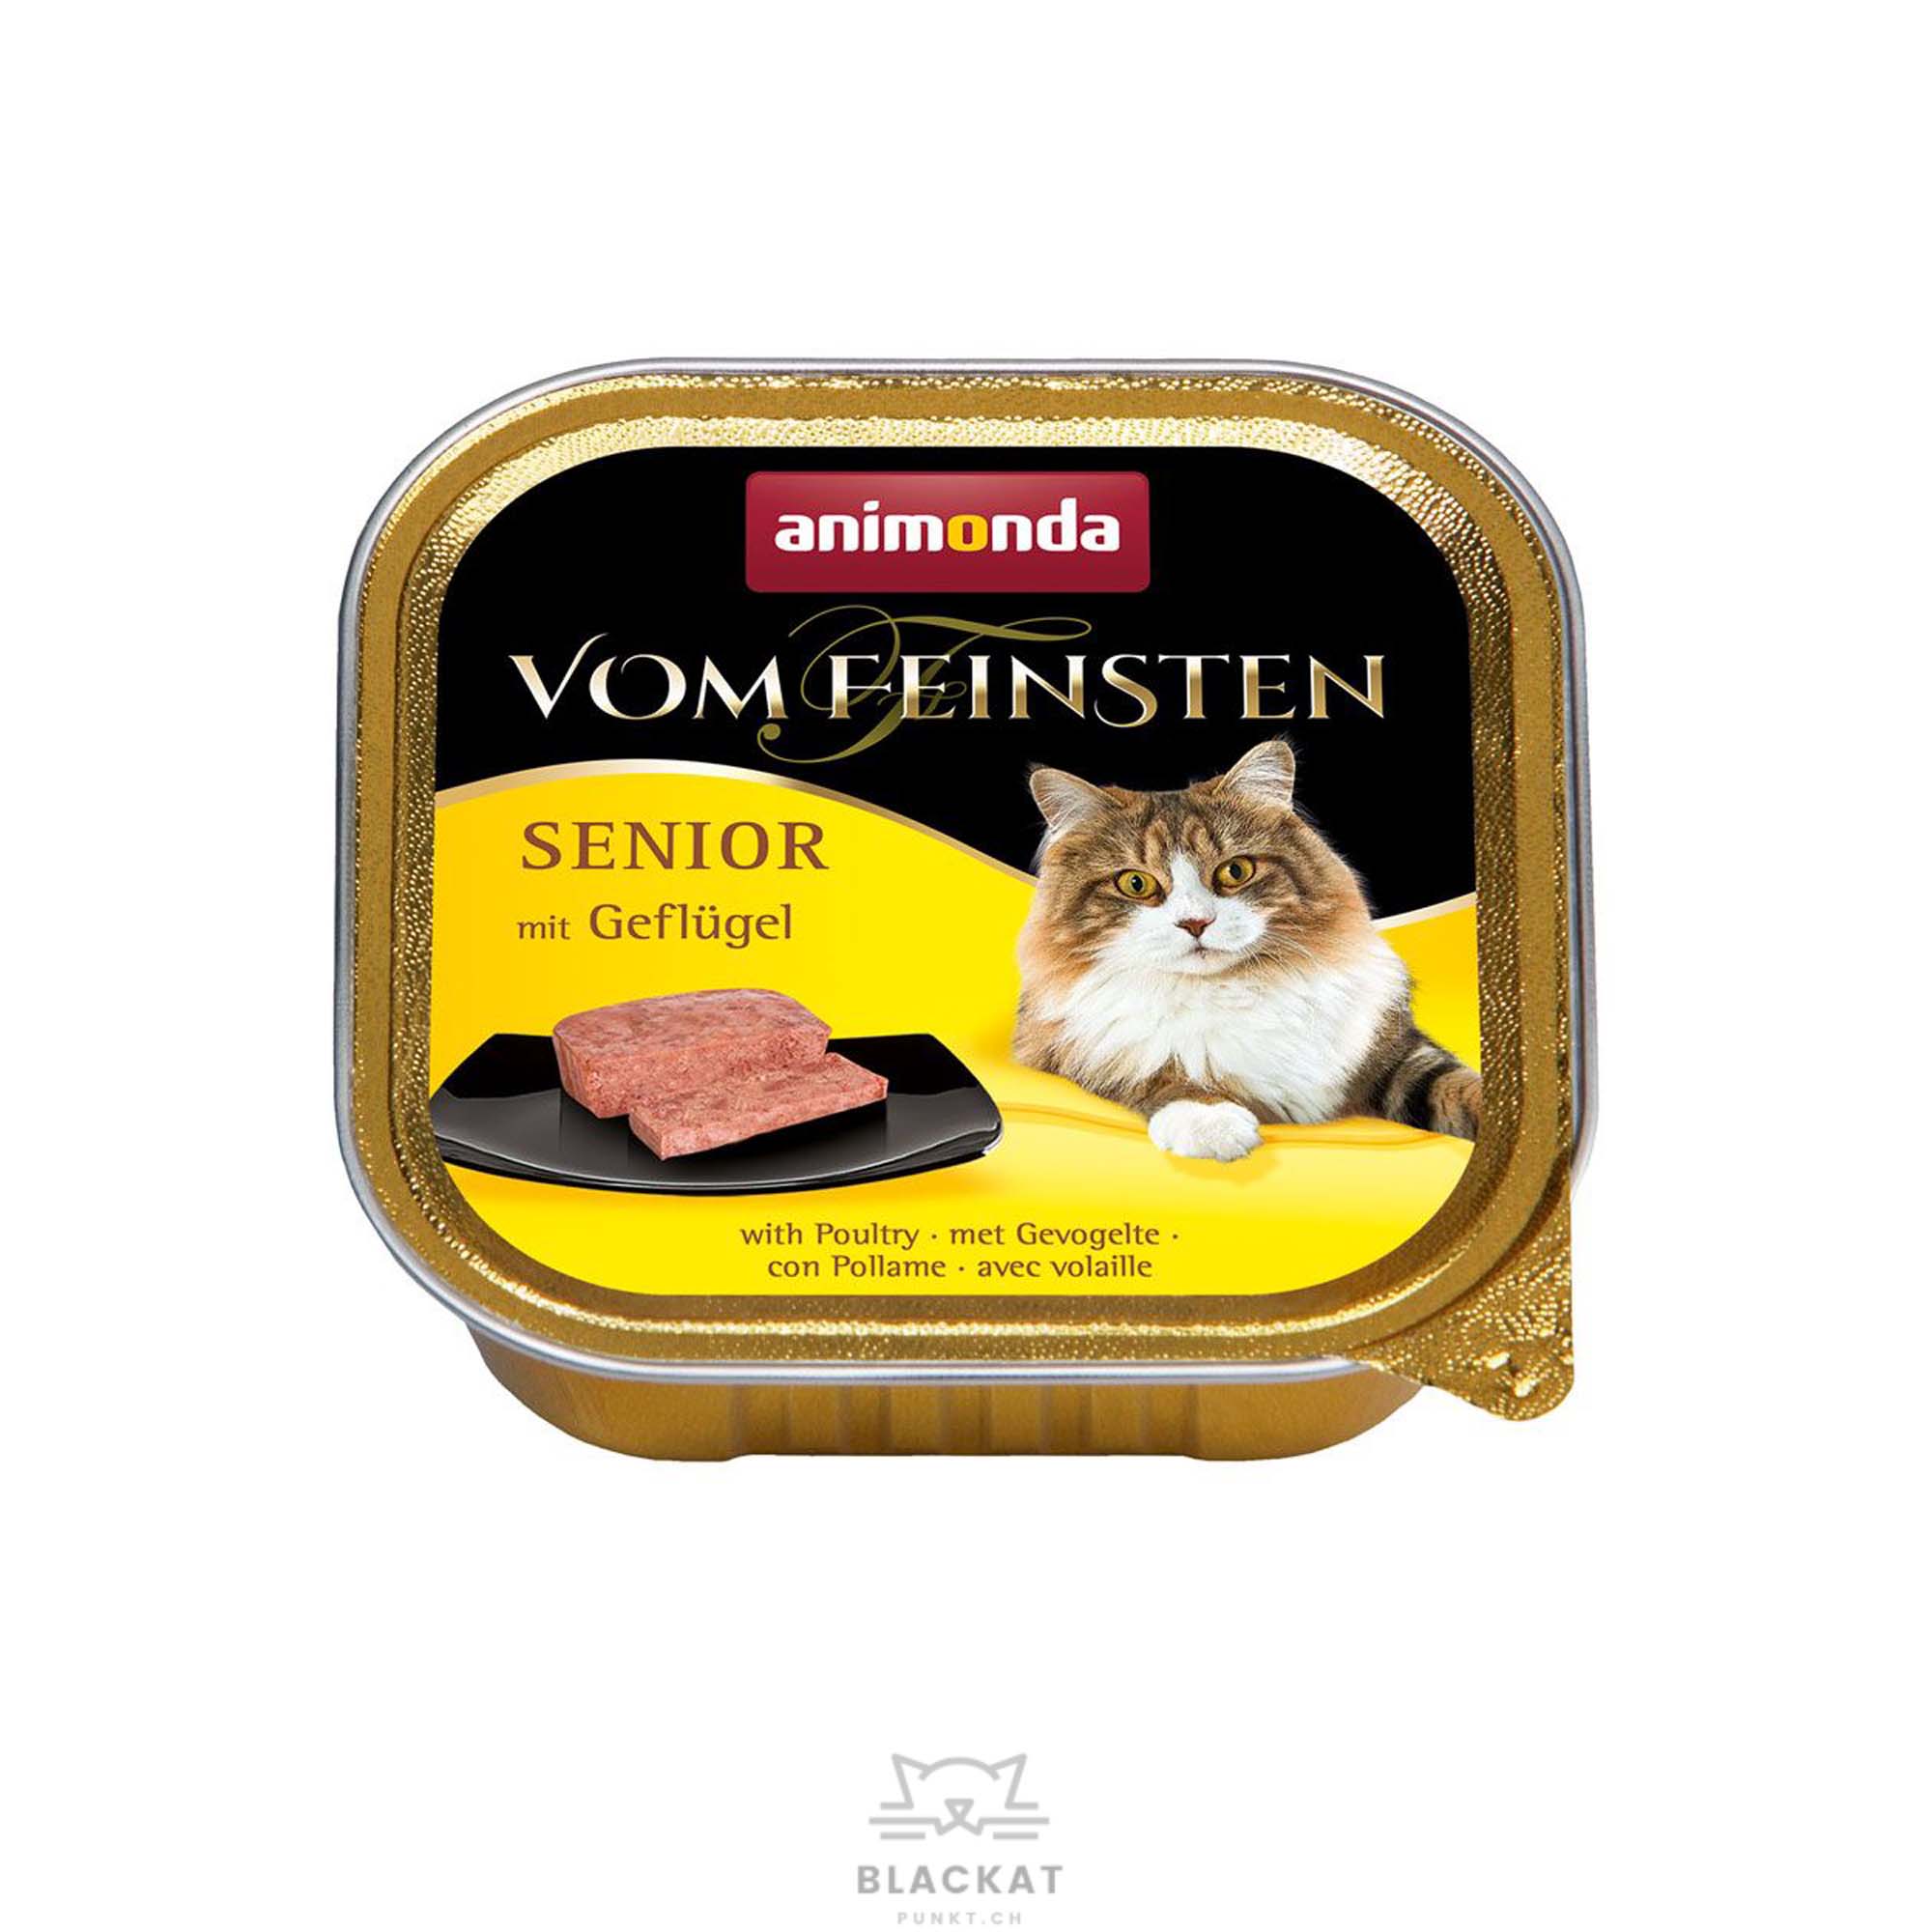 animonda
VOM FEINSTEN
SENIOR
mit Geflügel
with Poultry · met Gevogelte ·
con Pollame · avec volaille
BLACKAT
PUNKT.CH